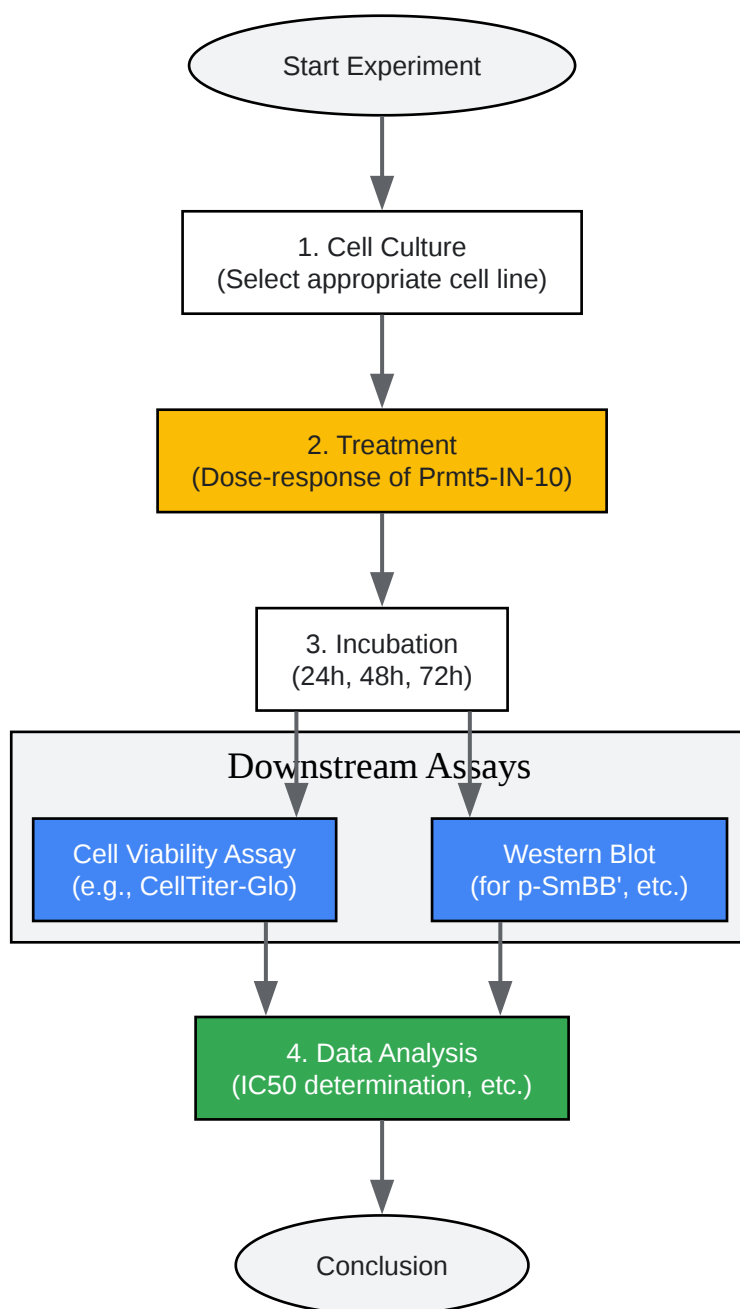 Start Experiment
1. Cell Culture
(Select appropriate cell line)
2. Treatment
(Dose-response of Prmt5-IN-10)
3. Incubation
(24h, 48h, 72h)
Downstream Assays
Cell Viability Assay
(e.g., CellTiter-Glo)
Western Blot
(for p-SmBB', etc.)
4. Data Analysis
(IC50 determination, etc.)
Conclusion